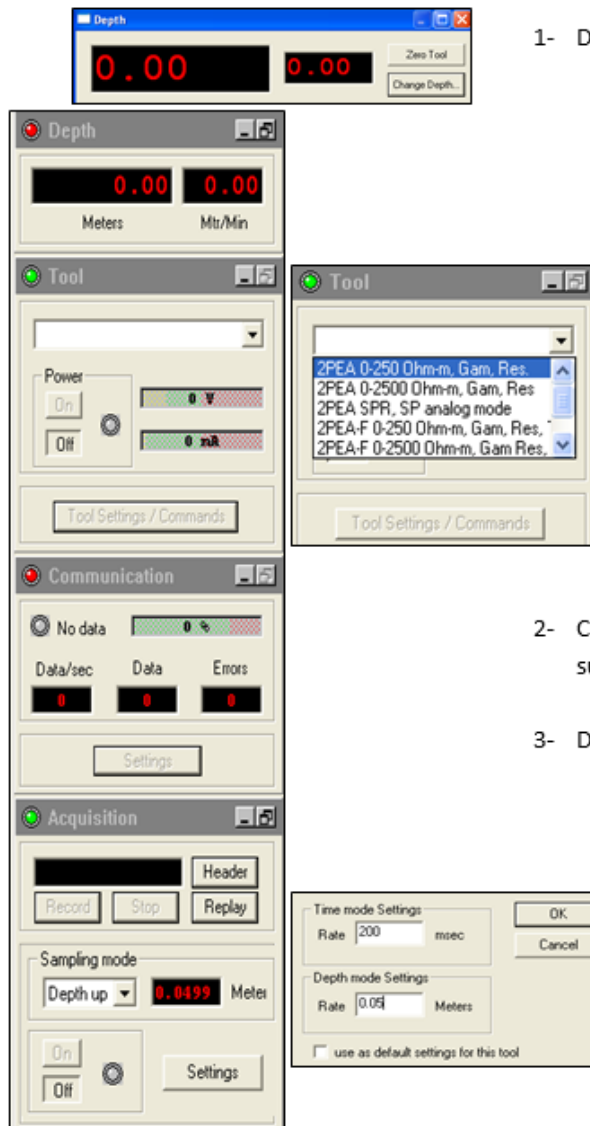 Depth
0.00 0.00 Zero Tool
Change Depth...
1- D
Depth
0.00 0.00
Meters Mtr/Min
Tool
Power
On
Off
0 V
0 mA
Tool Settings / Commands
Tool
2PEA 0-250 Ohm-m, Gam, Res.
2PEA 0-2500 Ohm-m, Gam, Res
2PEA SPR, SP analog mode
2PEA-F 0-250 Ohm-m, Gam, Res,
2PEA-F 0-2500 Ohm-m, Gam Res,
Tool Settings / Commands
Communication
No data 0 %
Data/sec Data Errors
0 0 0
Settings
2- C
su
3- D
Acquisition
Header
Record Stop Replay
Sampling mode
Depth up 0.0499 Meter
On
Off
Settings
Time mode Settings
Rate 200 msec
Depth mode Settings
Rate 0.05 Meters
use as default settings for this tool
OK
Cancel